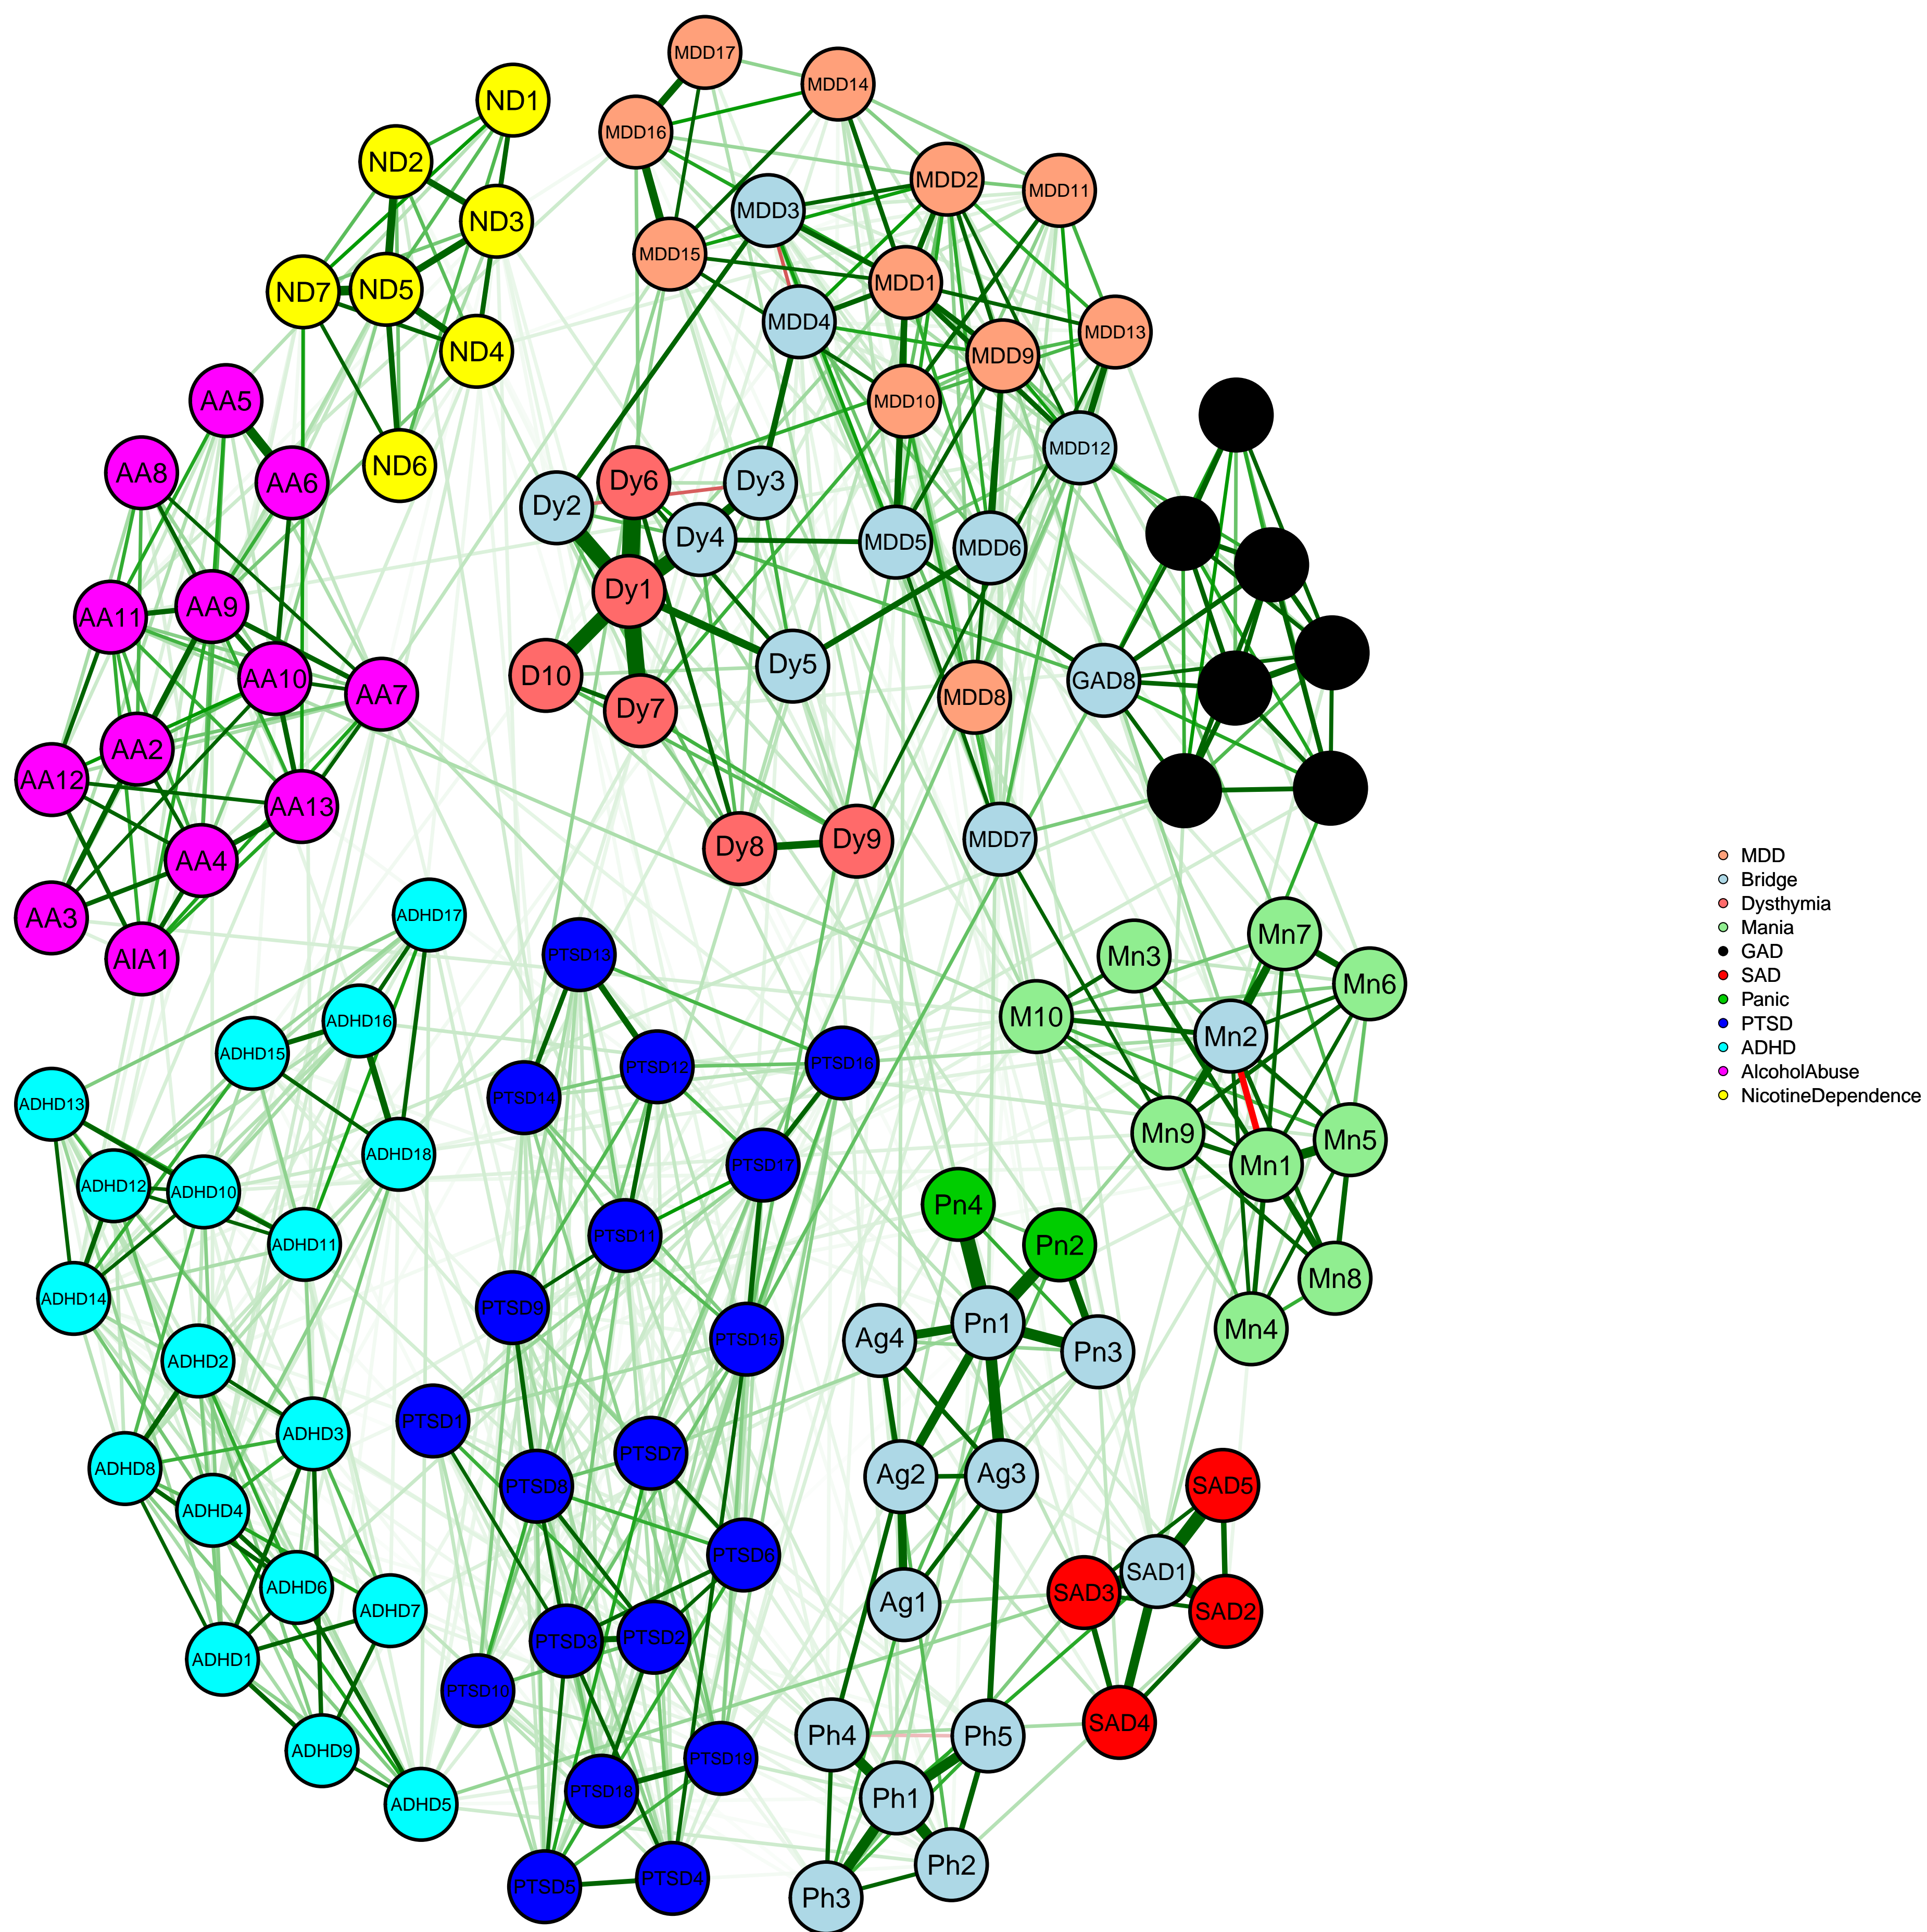 MDD17
MDD14
ND1
MDD16
ND2
MDD2
MDD11
MDD3
ND3
MDD15
MDD1
ND7
ND5
MDD4
MDD13
ND4
MDD9
AA5
MDD10
MDD12
ND6
AA8
AA6
Dy6
Dy3
Dy2
Dy4
MDD5
MDD6
Dy1
AA11
AA9
Dy5
AA10
D10
GAD8
AA7
MDD8
Dy7
AA2
AA12
AA13
Dy9
MDD7
Dy8
AA4
MDD
Bridge
Dysthymia
Mania
GAD
SAD
Panic
PTSD
ADHD
AlcoholAbuse
NicotineDependence
AA3
ADHD17
Mn7
AlA1
PTSD13
Mn3
Mn6
M10
ADHD16
Mn2
ADHD15
PTSD12
PTSD16
PTSD14
ADHD13
Mn9
Mn5
ADHD18
PTSD17
Mn1
ADHD12
ADHD10
Pn4
PTSD11
ADHD11
Pn2
Mn8
ADHD14
PTSD9
Pn1
Mn4
PTSD15
Ag4
Pn3
ADHD2
PTSD1
ADHD3
PTSD7
ADHD8
Ag2
Ag3
PTSD8
SAD5
ADHD4
PTSD6
SAD1
ADHD6
SAD3
Ag1
ADHD7
SAD2
PTSD3
PTSD2
ADHD1
PTSD10
SAD4
Ph4
Ph5
ADHD9
PTSD19
PTSD18
Ph1
ADHD5
Ph2
PTSD4
PTSD5
Ph3